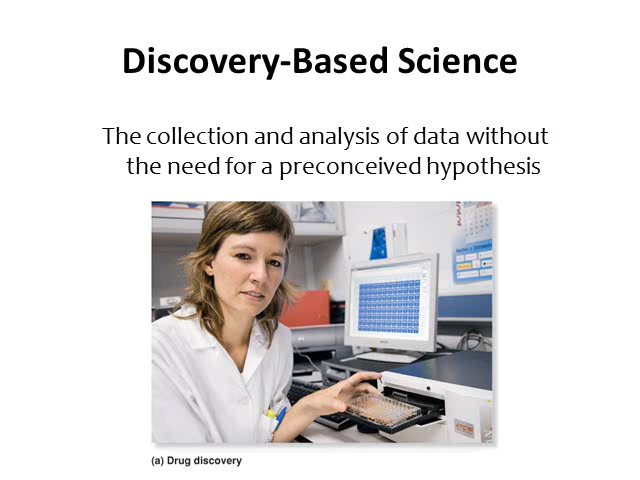 Discovery-Based Science
The collection and analysis of data without
the need for a preconceived hypothesis
(a) Drug discovery